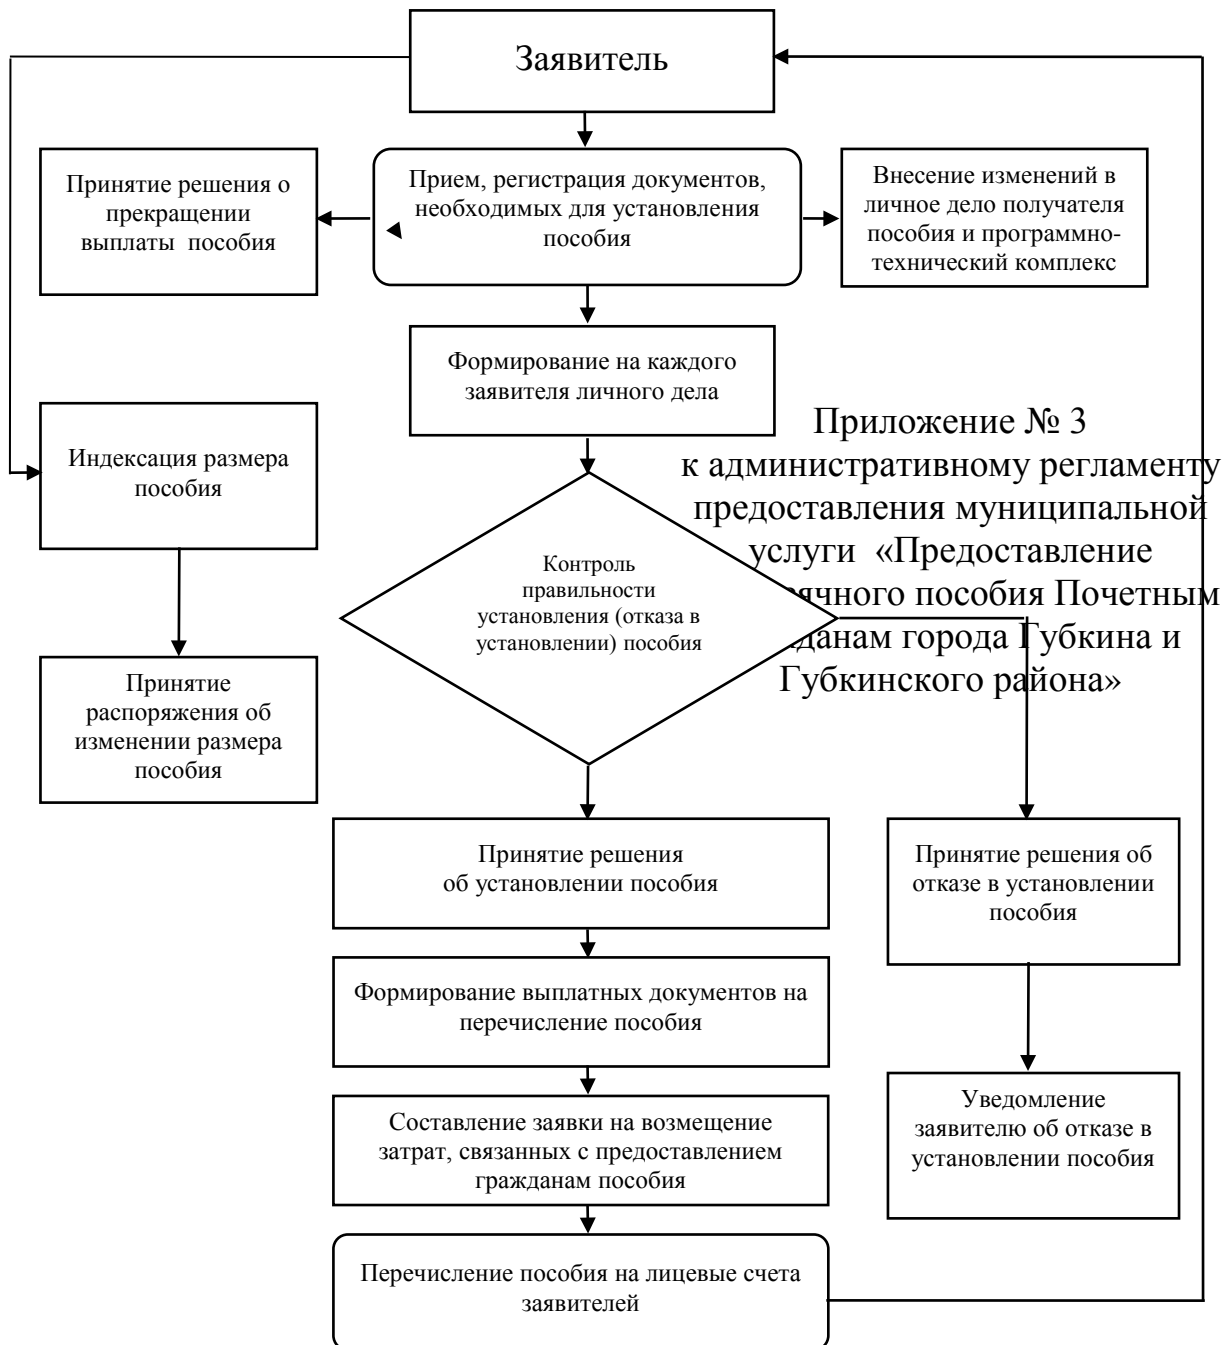 Заявитель
Принятие решения о
прекращении
выплаты пособия
Прием, регистрация документов,
необходимых для установления
пособия
Внесение изменений в
личное дело получателя
пособия и программно-
технический комплекс
Формирование на каждого
заявителя личного дела
Приложение № 3
к административному регламенту
предоставления муниципальной
услуги «Предоставление
пособия Почетным
города Губкина и
Губкинского района»
Индексация размера
пособия
Контроль
правильности
установления (отказа в
установлении) пособия
Принятие
распоряжения об
изменении размера
пособия
Принятие решения
об установлении пособия
Принятие решения об
отказе в установлении
пособия
Формирование выплатных документов на
перечисление пособия
Составление заявки на возмещение
затрат, связанных с предоставлением
гражданам пособия
Уведомление
заявителю об отказе в
установлении пособия
Перечисление пособия на лицевые счета
заявителей